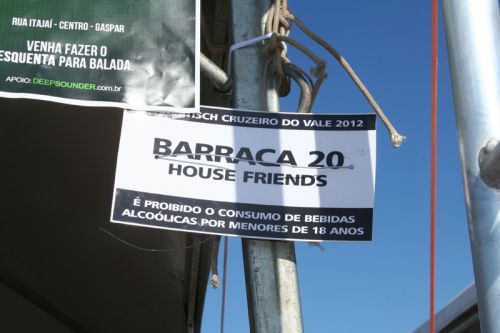 RUA ITAJAÍ - CENTRO - GASPAR
VENHA FAZER O
ESQUENTA PARA BALADA.
APOIO: DEEPSOUNDER.com.br
CRUZEIRO DO VALE 2012
BARRACA 20
HOUSE FRIENDS
É PROIBIDO O CONSUMO DE BEBIDAS
ALCOÓLICAS POR MENORES DE 18 ANOS